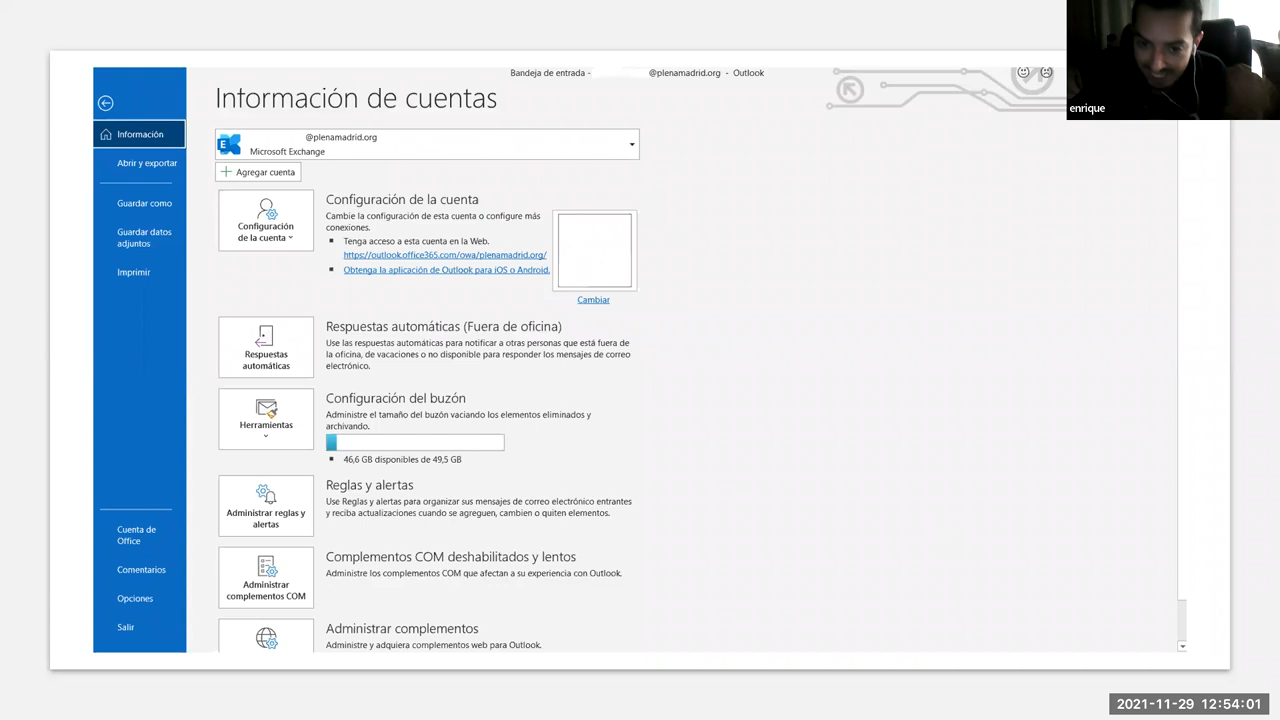 Bandeja de entrada - @plenamadrid.org - Outlook
Información de cuentas
enrique
Información
Abrir y exportar
Guardar como
Guardar datos
adjuntos
Imprimir
Cuenta de
Office
Comentarios
Opciones
Salir
@plenamadrid.org
Microsoft Exchange
Agregar cuenta
Configuración
de la cuenta
Configuración de la cuenta
Cambie la configuración de esta cuenta o configure más
conexiones.
Tenga acceso a esta cuenta en la Web.
https://outlook.office365.com/owa/plenamadrid.org/
Obtenga la aplicación de Outlook para iOS o Android.
Cambiar
Respuestas
automáticas
Respuestas automáticas (Fuera de oficina)
Use las respuestas automáticas para notificar a otras personas que está fuera de
la oficina, de vacaciones o no disponible para responder los mensajes de correo
electrónico.
Herramientas
Configuración del buzón
Administre el tamaño del buzón vaciando los elementos eliminados y
archivando.
46,6 GB disponibles de 49,5 GB
Administrar reglas y
alertas
Reglas y alertas
Use Reglas y alertas para organizar sus mensajes de correo electrónico entrantes
y reciba actualizaciones cuando se agreguen, cambien o quiten elementos.
Administrar
complementos COM
Complementos COM deshabilitados y lentos
Administre los complementos COM que afectan a su experiencia con Outlook.
Administrar complementos
Administre y adquiera complementos web para Outlook.
2021-11-29 12:54:01